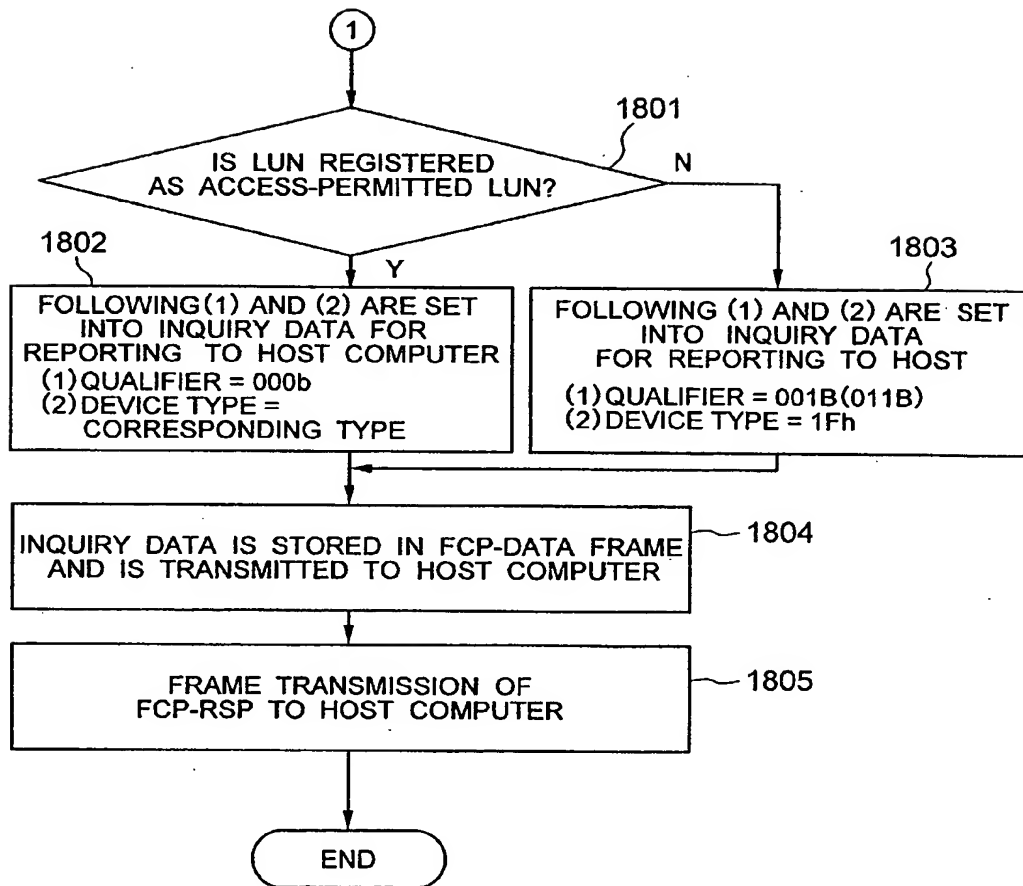 1
1801
IS LUN REGISTERED
AS ACCESS-PERMITTED LUN?
N
Y
1802
FOLLOWING (1) AND (2) ARE SET
INTO INQUIRY DATA FOR
REPORTING TO HOST COMPUTER
(1) QUALIFIER = 000b
(2) DEVICE TYPE =
CORRESPONDING TYPE
1803
FOLLOWING (1) AND (2) ARE SET
INTO INQUIRY DATA
FOR REPORTING TO HOST
(1) QUALIFIER = 001B(011B)
(2) DEVICE TYPE = 1Fh
INQUIRY DATA IS STORED IN FCP-DATA FRAME
AND IS TRANSMITTED TO HOST COMPUTER
1804
FRAME TRANSMISSION OF
FCP-RSP TO HOST COMPUTER
1805
END